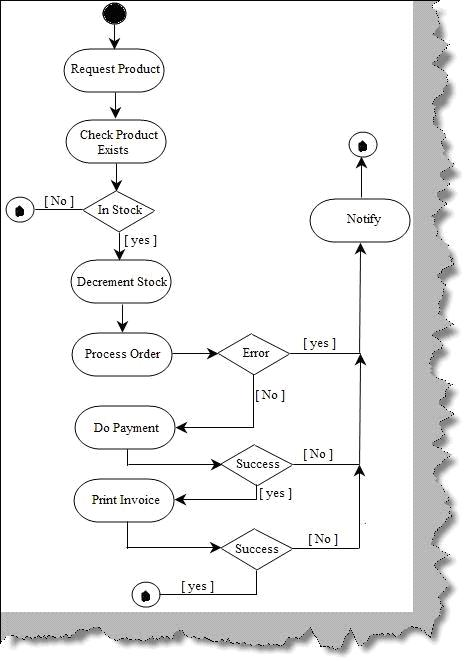 Request Product
Check Product
Exists
[ No ]
In Stock
[ yes ]
Notify
Decrement Stock
Process Order
Error
[ yes ]
[ No ]
Do Payment
Success
[ No ]
[ yes ]
Print Invoice
Success
[ No ]
[ yes ]